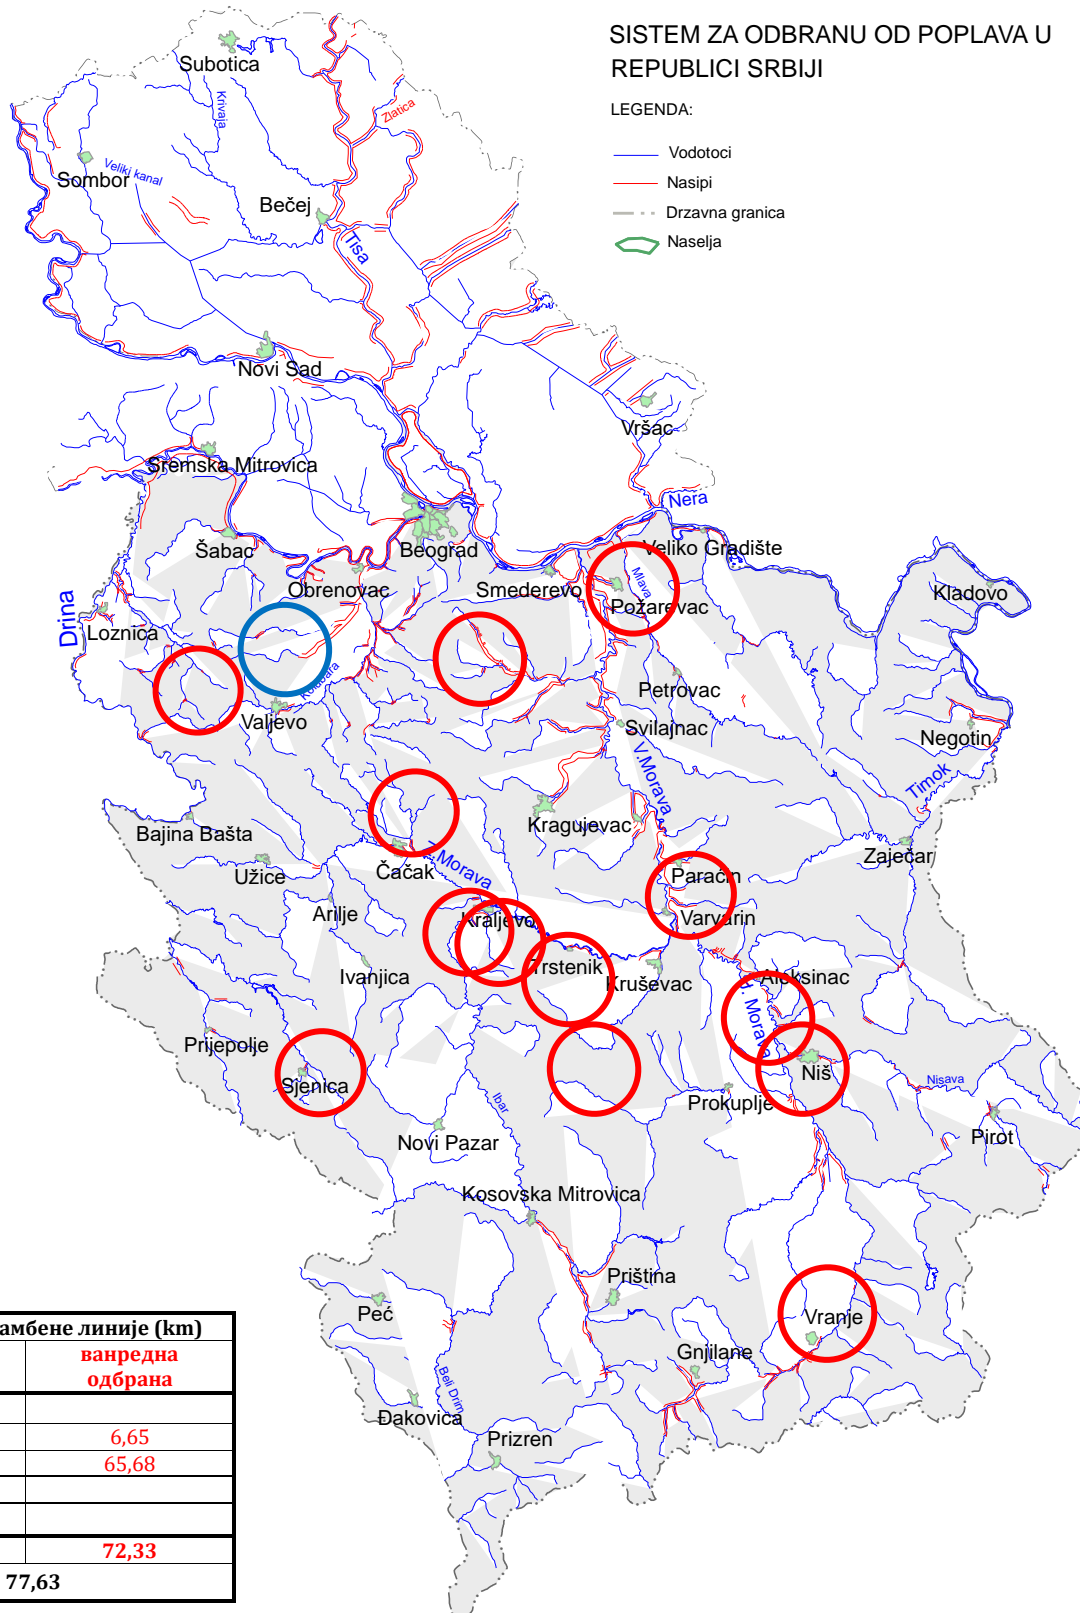 SISTEM ZA ODBRANU OD POPLAVA U
REPUBLICI SRBIJI
LEGENDA:
Vodotoci
Nasipi
Drzavna granica
Naselja
Subotica
Krivaja
Zlatica
Sombor
Veliki kanal
Bečej
Tisa
Novi Sad
Vršac
Sremska Mitrovica
Nera
Šabac
Beograd
Veliko Gradište
Obrenovac
Smederevo
Mlava
Požarevac
Kladovo
Drina
Loznica
Kolubara
Valjevo
Petrovac
Svilajnac
Negotin
V.Morava
Timok
Bajina Bašta
Kragujevac
Zaječar
Užice
Čačak
Z.Morava
Paraćin
Arilje
Kraljevo
Varvarin
Ivanjica
Trstenik
Kruševac
Aleksinac
J. Morava
Prijepolje
Sjenica
Niš
Nisava
Ibar
Prokuplje
Novi Pazar
Pirot
Kosovska Mitrovica
Priština
Peć
Vranje
Gnjilane
Beli Drim
Đakovica
Prizren
амбене линије (km)
ванредна
одбрана
6,65
65,68
72,33
77,63